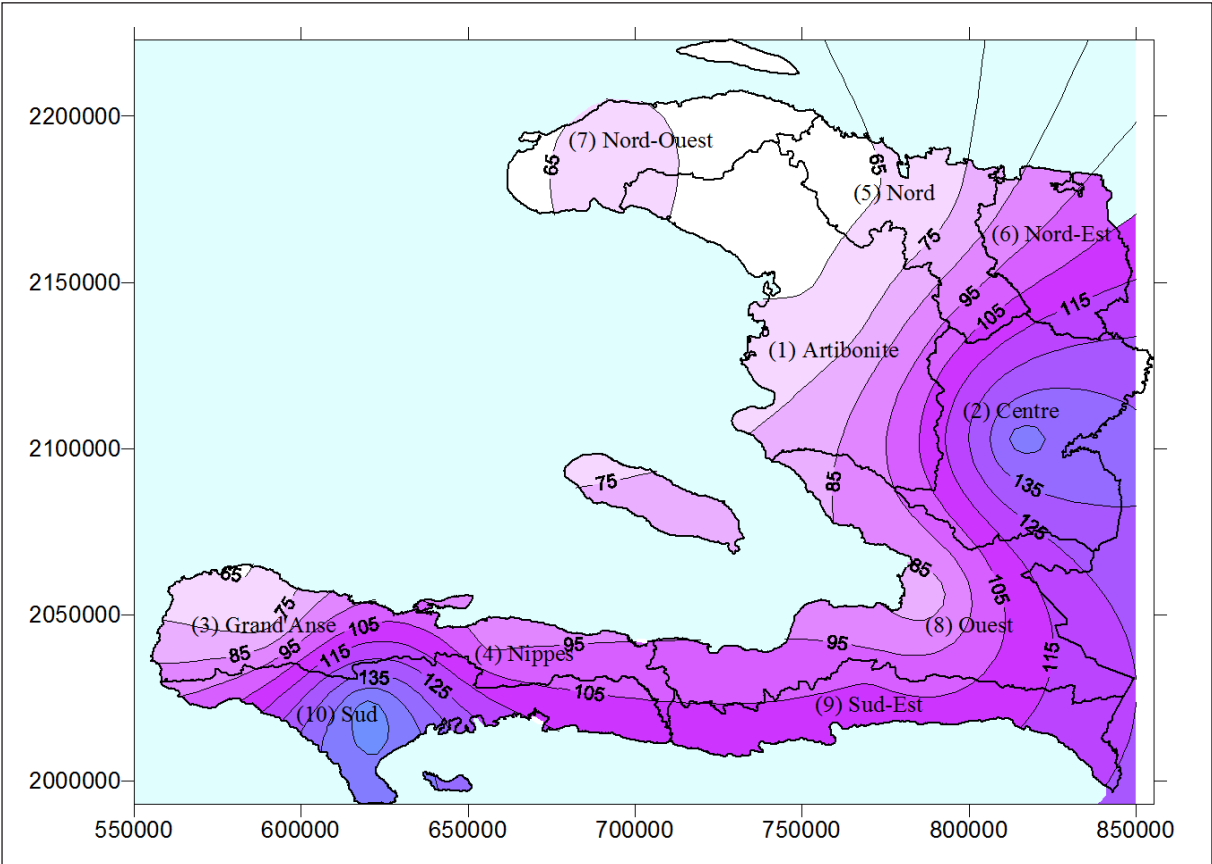 2200000
(7) Nord-Ouest
65
65
(5) Nord
75
(6) Nord-Est
2150000
95
115
105
(1) Artibonite
(2) Centre
2100000
75
85
135
125
65
85
105
2050000
75
(3) Grand Anse
105
(8) Ouest
85
95
115
95
(4) Nippes
95
115
135
125
105
(10) Sud
(9) Sud-Est
2000000
550000 600000 650000 700000 750000 800000 850000